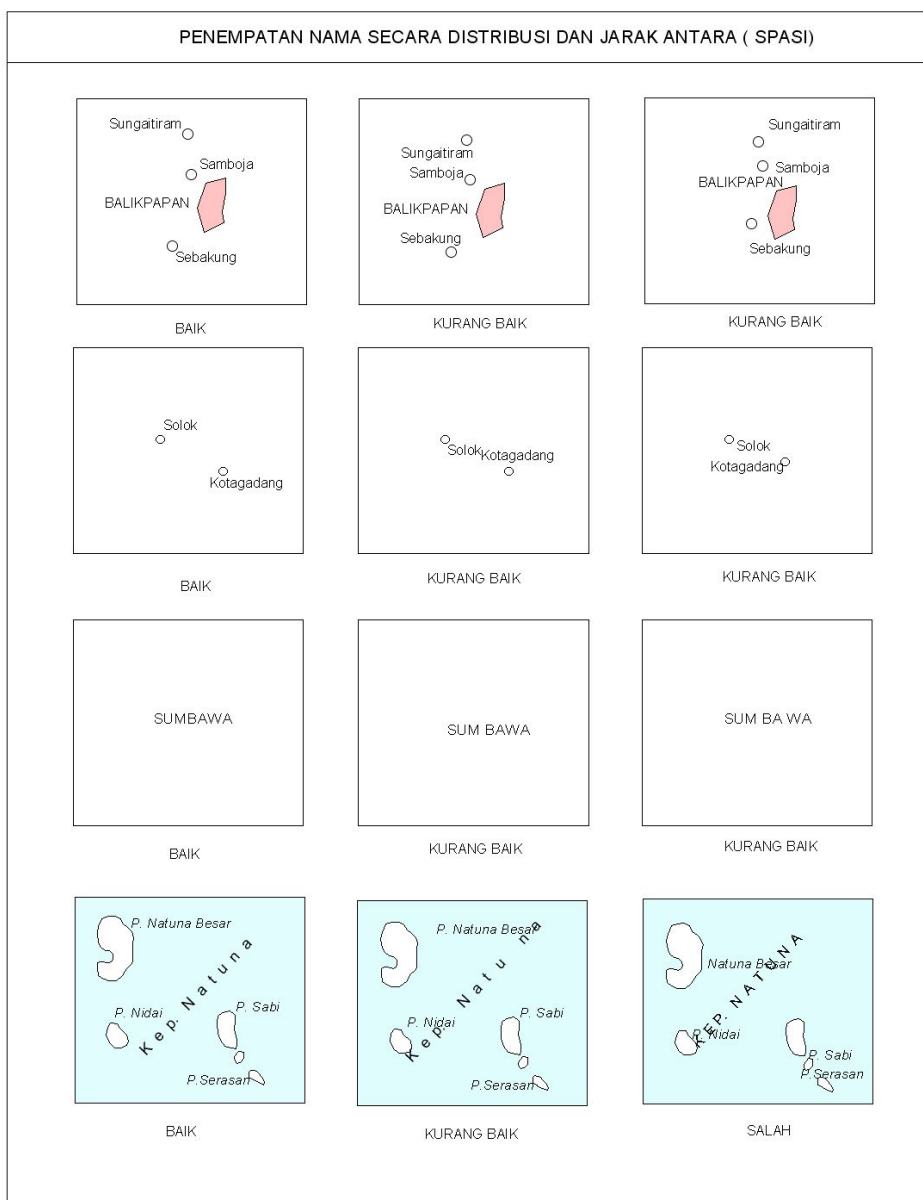 PENEMPATAN NAMA SECARA DISTRIBUSI DAN JARAK ANTARA ( SPASI)
Sungaitiram
Samboja
BALIKPAPAN
Sebakung
BAIK
Sungaitiram
Samboja
BALIKPAPAN
Sebakung
KURANG BAIK
Sungaitiram
Samboja
BALIKPAPAN
Sebakung
KURANG BAIK
Solok
Kotagadang
BAIK
Solok
Kotagadang
KURANG BAIK
Solok
Kotagadang
KURANG BAIK
SUMBAWA
BAIK
SUM BAWA
KURANG BAIK
SUM BA WA
KURANG BAIK
P. Natuna Besar
Kep. Natuna
P. Nidai
P. Sabi
P.Serasan
BAIK
P. Natuna Besar
Kep. Natu na
P. Nidai
P. Sabi
P.Serasan
KURANG BAIK
Natuna Besar
KEP. NATUNA
P. Nidai
P. Sabi
P.Serasan
SALAH